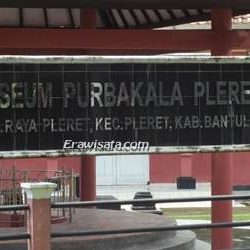 SEUM PURBAKALA PLERE
. RAYA PLERET, KEC. PLERET, KAB. BANTUL
Erawisata.com